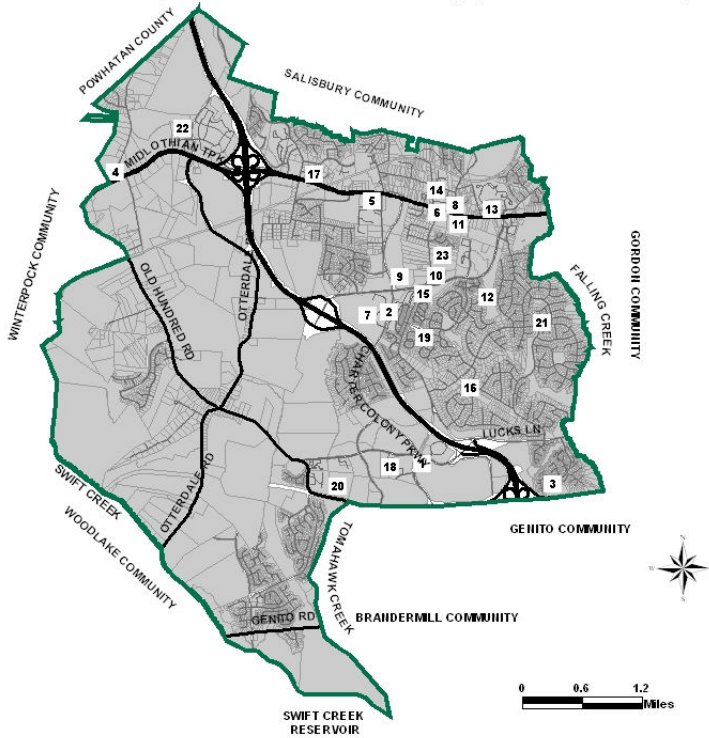 POWHATAN COUNTY
SALISBURY COMMUNITY
22
MIDLOTHIAN TPK
4
17
5
14
8
6
13
11
WINTERPOCK COMMUNITY
GORDON COMMUNITY
FALLING CREEK
23
10
9
15
12
OLD HUNDRED RD
OTTERDALE R
7
2
19
21
CHARTER COLONY PKWY
16
LUCKS LN
18
1
20
3
OTTERDALE RD
SWIFT CREEK
WOODLAKE COMMUNITY
TOMAHAWK CREEK
GENITO COMMUNITY
N
W
E
S
GENITO RD
BRANDERMILL COMMUNITY
SWIFT CREEK
RESERVOIR
0 0.6 1.2
Miles